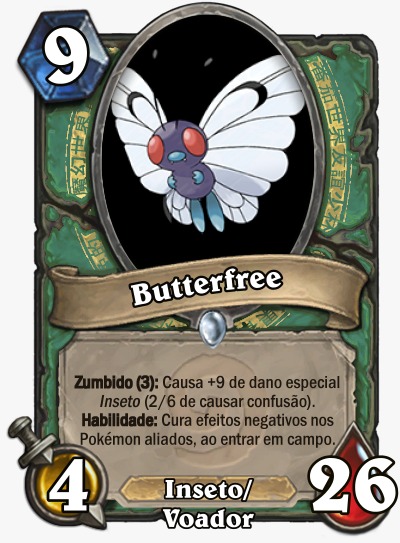 9
Butterfree
Zumbido (3): Causa +9 de dano especial
Inseto (2/6 de causar confusão).
Habilidade: Cura efeitos negativos nos
Pokémon aliados, ao entrar em campo.
4
Inseto/
Voador
26